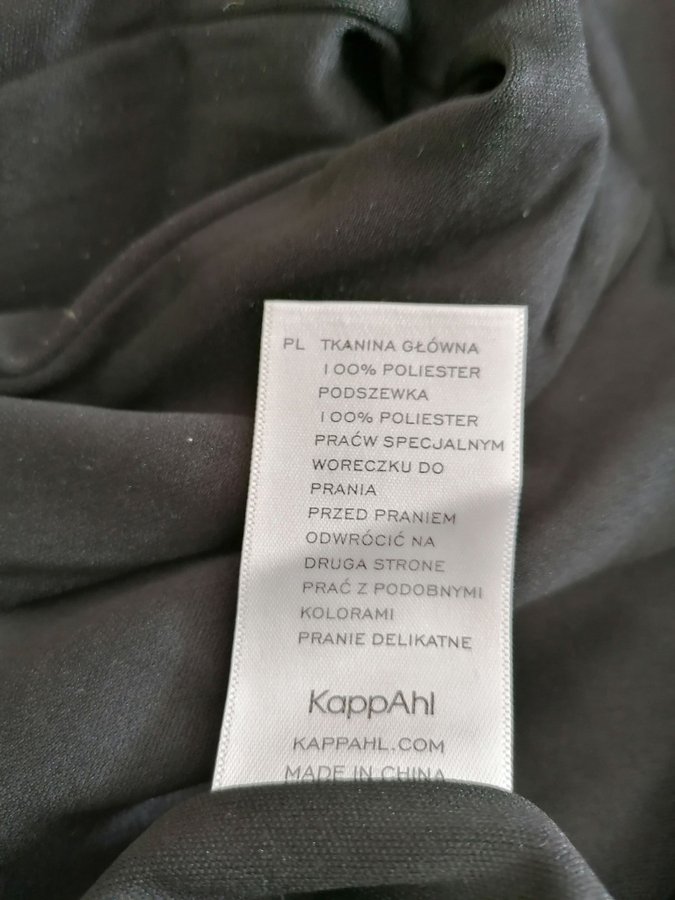 PL TKANINA GŁÓWNA
100% POLIESTER
PODSZEWKA
100% POLIESTER
PRAĆW SPECJALNYM
WORECZKU DO
PRANIA
PRZED PRANIEM
ODWRÓCIĆ NA
DRUGA STRONE
PRAĆ Z PODOBNYMI
KOLORAMI
PRANIE DELIKATNE
KappAhl
KAPPAHL.COM
MADE IN CHINA